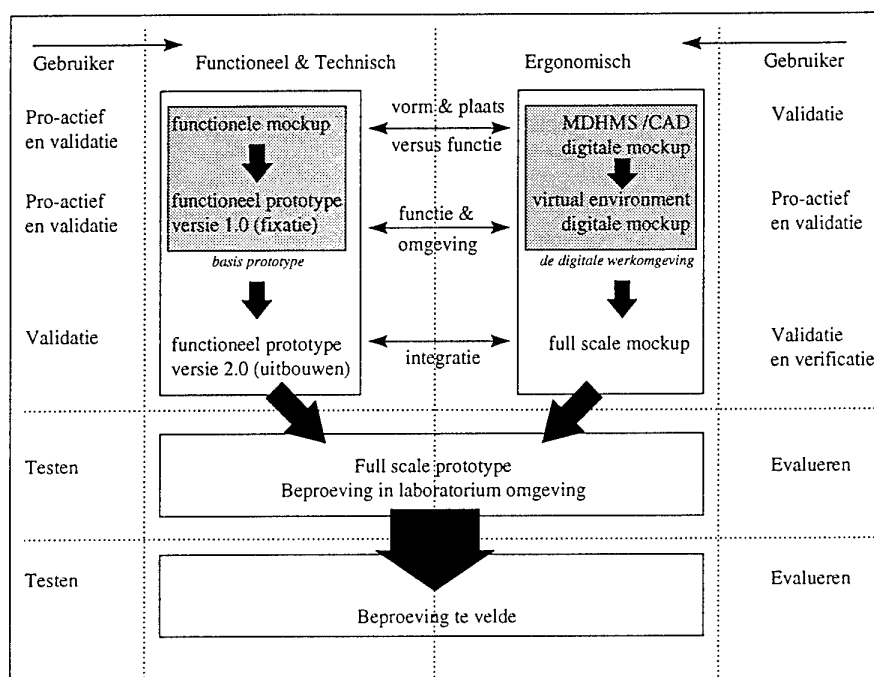 Gebruiker
Functioneel & Technisch
Ergonomisch
Gebruiker
Pro-actief
en validatie
functionele mockup
vorm & plaats
versus functie
MDHMS /CAD
digitale mockup
Validatie
Pro-actief
en validatie
functioneel prototype
versie 1.0 (fixatie)
functie &
omgeving
virtual environment
digitale mockup
Pro-actief
en validatie
basis prototype
de digitale werkomgeving
Validatie
functioneel prototype
versie 2.0 (uitbouwen)
integratie
full scale mockup
Validatie
en verificatie
Testen
Full scale prototype
Beproeving in laboratorium omgeving
Evalueren
Testen
Beproeving te velde
Evalueren